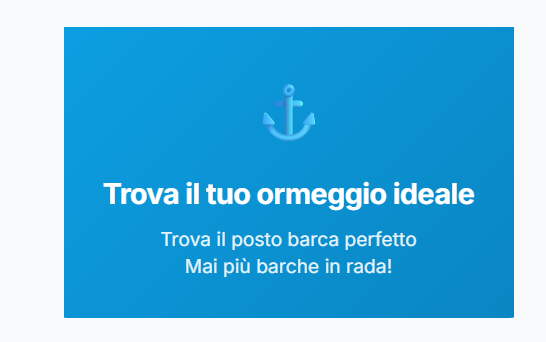 Trova il tuo ormeggio ideale
Trova il posto barca perfetto
Mai più barche in rada!